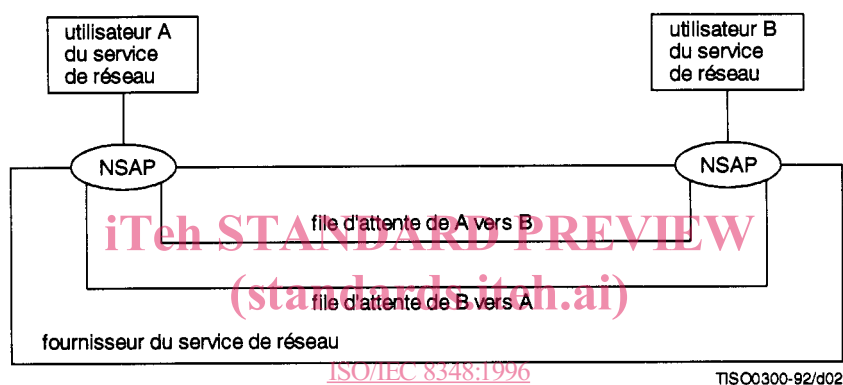 utilisateur A
du service
de réseau
utilisateur B
du service
de réseau
NSAP
NSAP
file d'attente de A vers B
iTeh STANDARD PREVIEW
(standards.iteh.ai)
file d'attente de B vers A
fournisseur du service de réseau
ISO/IEC 8348:1996
TISO0300-92/d02